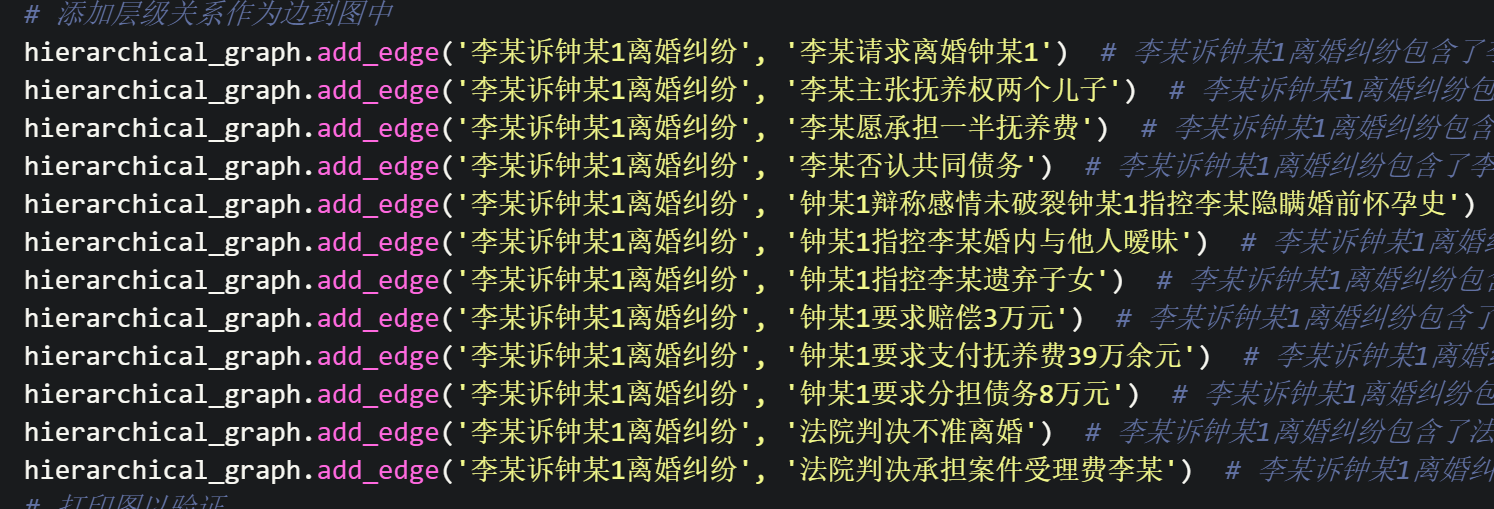 # 添加层级关系作为边到图中
hierarchical_graph.add_edge('李某诉钟某1离婚纠纷', '李某请求离婚钟某1')  # 李某诉钟某1离婚纠纷包含了李
hierarchical_graph.add_edge('李某诉钟某1离婚纠纷', '李某主张抚养权两个儿子')  # 李某诉钟某1离婚纠纷包
hierarchical_graph.add_edge('李某诉钟某1离婚纠纷', '李某愿承担一半抚养费')  # 李某诉钟某1离婚纠纷包含
hierarchical_graph.add_edge('李某诉钟某1离婚纠纷', '李某否认共同债务')  # 李某诉钟某1离婚纠纷包含了李
hierarchical_graph.add_edge('李某诉钟某1离婚纠纷', '钟某1辩称感情未破裂钟某1指控李某隐瞒婚前怀孕史')
hierarchical_graph.add_edge('李某诉钟某1离婚纠纷', '钟某1指控李某婚内与他人暧昧')  # 李某诉钟某1离婚纠
hierarchical_graph.add_edge('李某诉钟某1离婚纠纷', '钟某1指控李某遗弃子女')  # 李某诉钟某1离婚纠纷包含
hierarchical_graph.add_edge('李某诉钟某1离婚纠纷', '钟某1要求赔偿3万元')  # 李某诉钟某1离婚纠纷包含了
hierarchical_graph.add_edge('李某诉钟某1离婚纠纷', '钟某1要求支付抚养费39万余元')  # 李某诉钟某1离婚
hierarchical_graph.add_edge('李某诉钟某1离婚纠纷', '钟某1要求分担债务8万元')  # 李某诉钟某1离婚纠纷包
hierarchical_graph.add_edge('李某诉钟某1离婚纠纷', '法院判决不准离婚')  # 李某诉钟某1离婚纠纷包含了法
hierarchical_graph.add_edge('李某诉钟某1离婚纠纷', '法院判决承担案件受理费李某')  # 李某诉钟某1离婚纠
# 打印图以验证